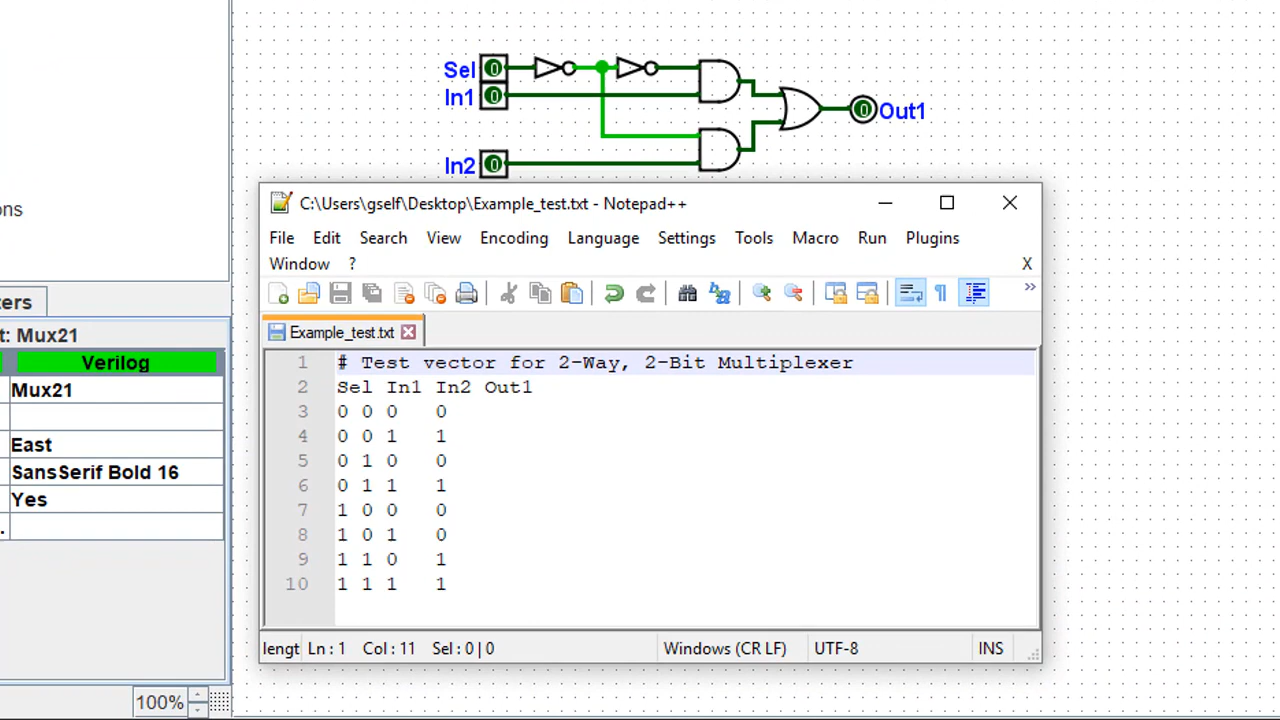 Sel 0
In1 0
0 Out1
In2 0
ons
ters
t: Mux21
Verilog
Mux21
East
SansSerif Bold 16
Yes
.
100%
C:\Users\gself\Desktop\Example_test.txt - Notepad++
File Edit Search View Encoding Language Settings Tools Macro Run Plugins
Window ? X
»
Example_test.txt
1 # Test vector for 2-Way, 2-Bit Multiplexer
2 Sel In1 In2 Out1
3 0 0 0 0
4 0 0 1 1
5 0 1 0 0
6 0 1 1 1
7 1 0 0 0
8 1 0 1 0
9 1 1 0 1
10 1 1 1 1
lengt Ln : 1 Col : 11 Sel : 0 | 0 Windows (CR LF) UTF-8 INS